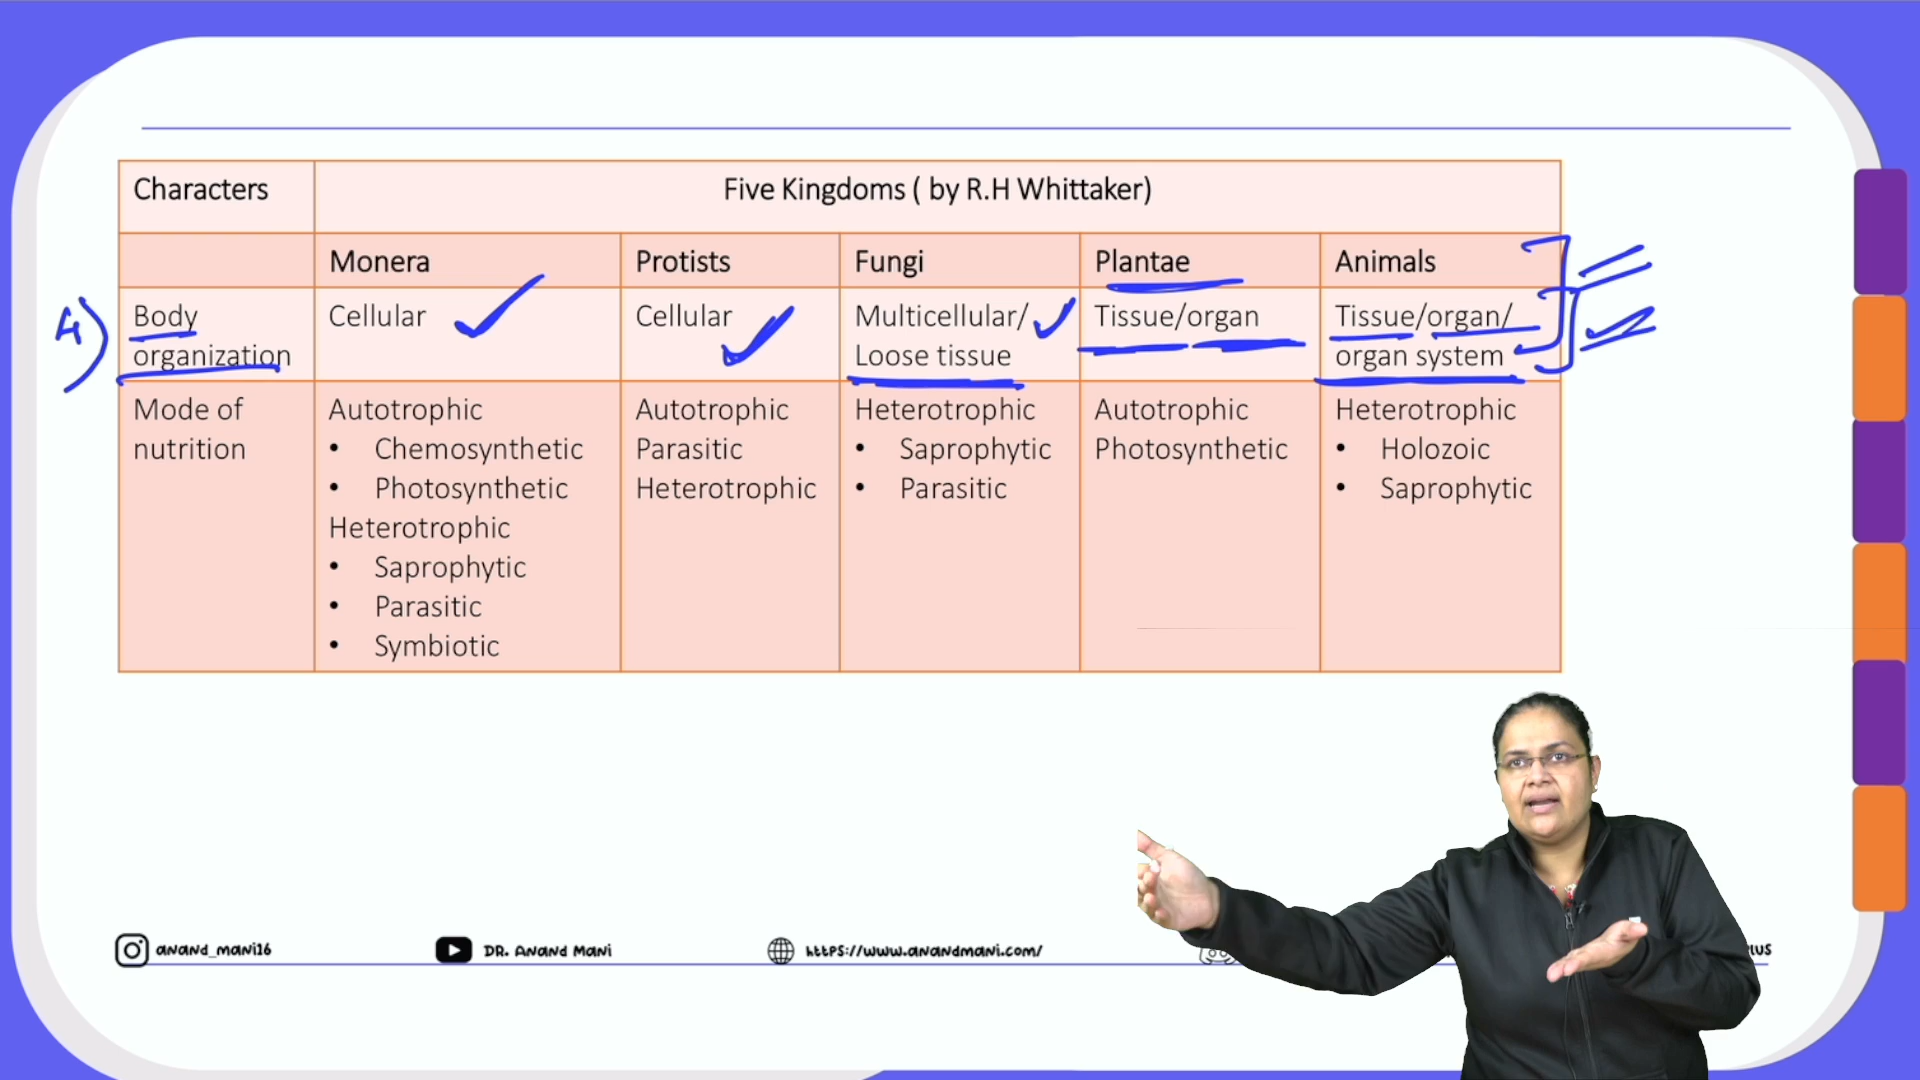 Characters
Five Kingdoms ( by R.H Whittaker)
Monera
Protists
Fungi
Plantae
Animals
4)
Body
organization
Cellular
Cellular
Multicellular/
Loose tissue
Tissue/organ
Tissue/organ/
organ system
Mode of
nutrition
Autotrophic
• Chemosynthetic
• Photosynthetic
Heterotrophic
• Saprophytic
• Parasitic
• Symbiotic
Autotrophic
Parasitic
Heterotrophic
Heterotrophic
• Saprophytic
• Parasitic
Autotrophic
Photosynthetic
Heterotrophic
• Holozoic
• Saprophytic
anand_mani16
DR. Anand Mani
https://www.anandmani.com/